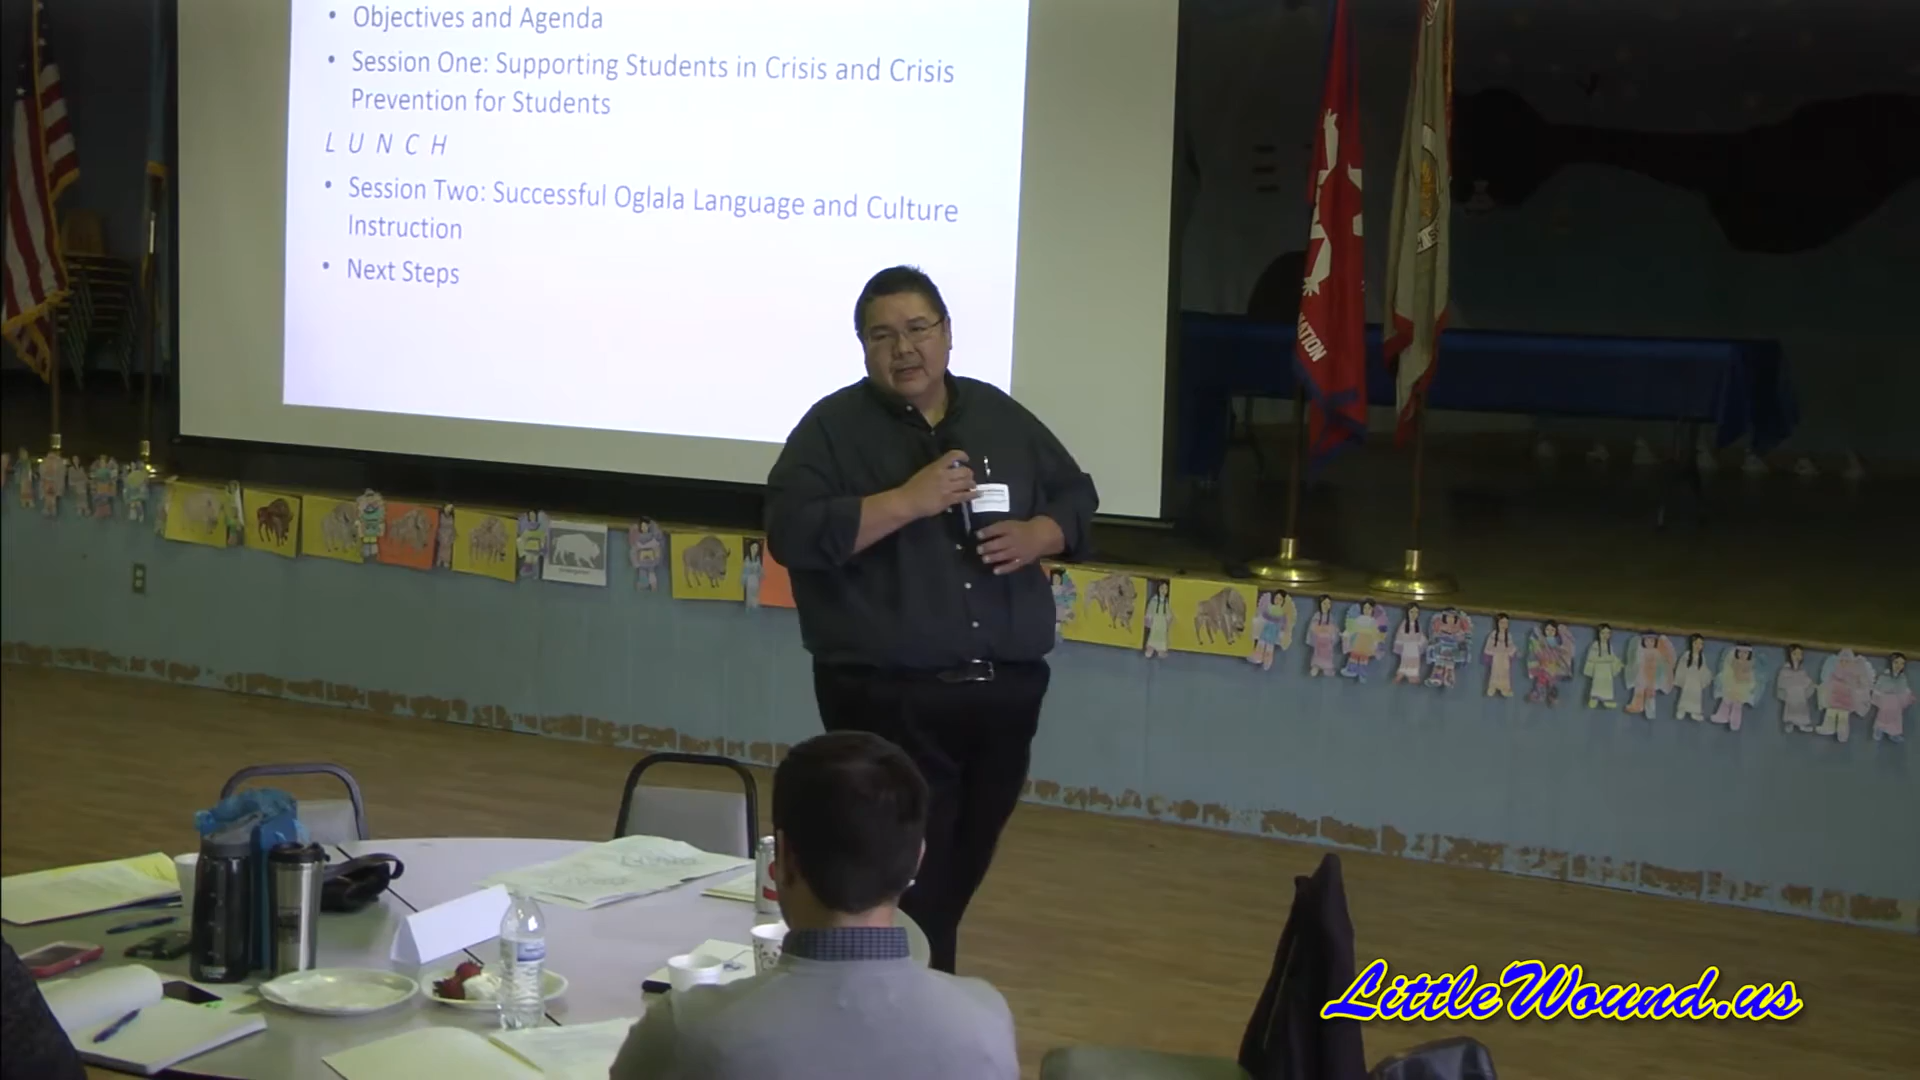 • Objectives and Agenda
• Session One: Supporting Students in Crisis and Crisis
Prevention for Students
L U N C H
• Session Two: Successful Oglala Language and Culture
Instruction
• Next Steps
NATION
LittleWound.us